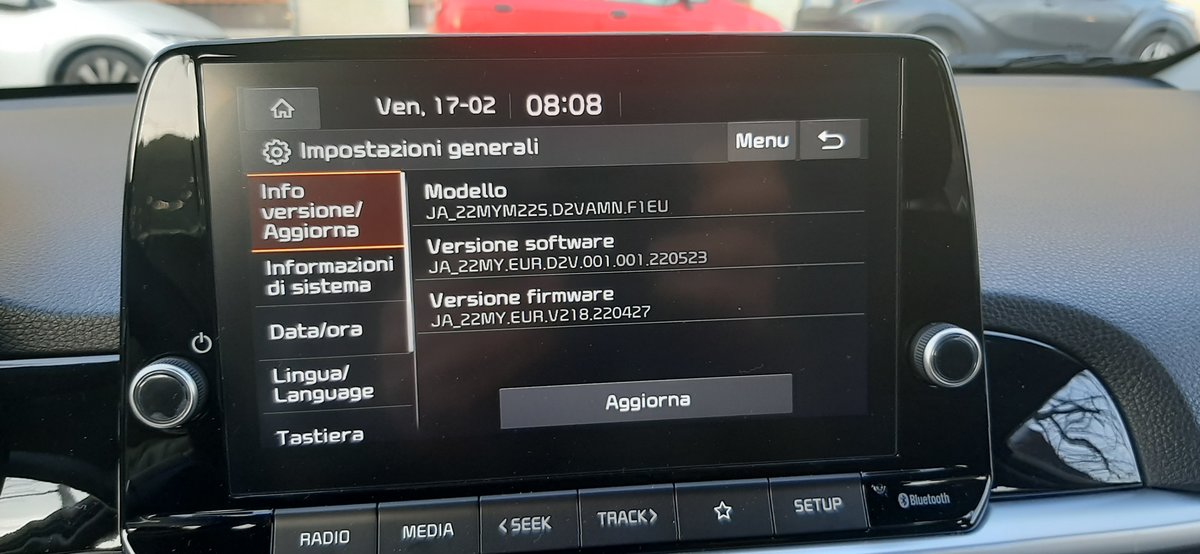 Ven, 17-02 08:08
Impostazioni generali
Menu
Info
versione/
Aggiorna
Informazioni
di sistema
Data/ora
Lingua/
Language
Tastiera
Modello
JA_22MYM22S.D2VAMN.F1EU
Versione software
JA_22MY.EUR.D2V.001.001.220523
Versione firmware
JA_22MY.EUR.V218.220427
Aggiorna
RADIO
MEDIA
<SEEK
TRACK>
SETUP
Bluetooth